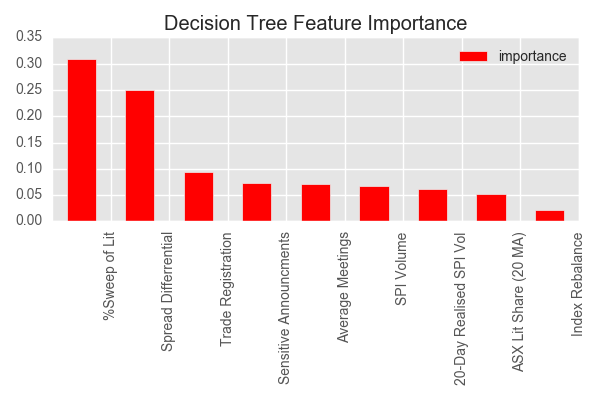 Decision Tree Feature Importance
0.35
0.30
0.25
0.20
0.15
0.10
0.05
0.00
importance
%Sweep of Lit
Spread Differrential
Trade Registration
Sensitive Announcments
Average Meetings
SPI Volume
20-Day Realised SPI Vol
ASX Lit Share (20 MA)
Index Rebalance